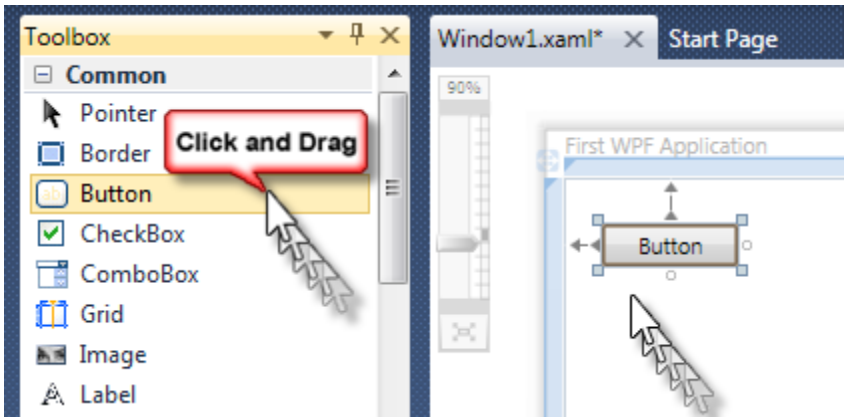 Toolbox
Common
Pointer
Border
Button
CheckBox
ComboBox
Grid
Image
Label
Click and Drag
Window1.xaml*
Start Page
90%
First WPF Application
Button